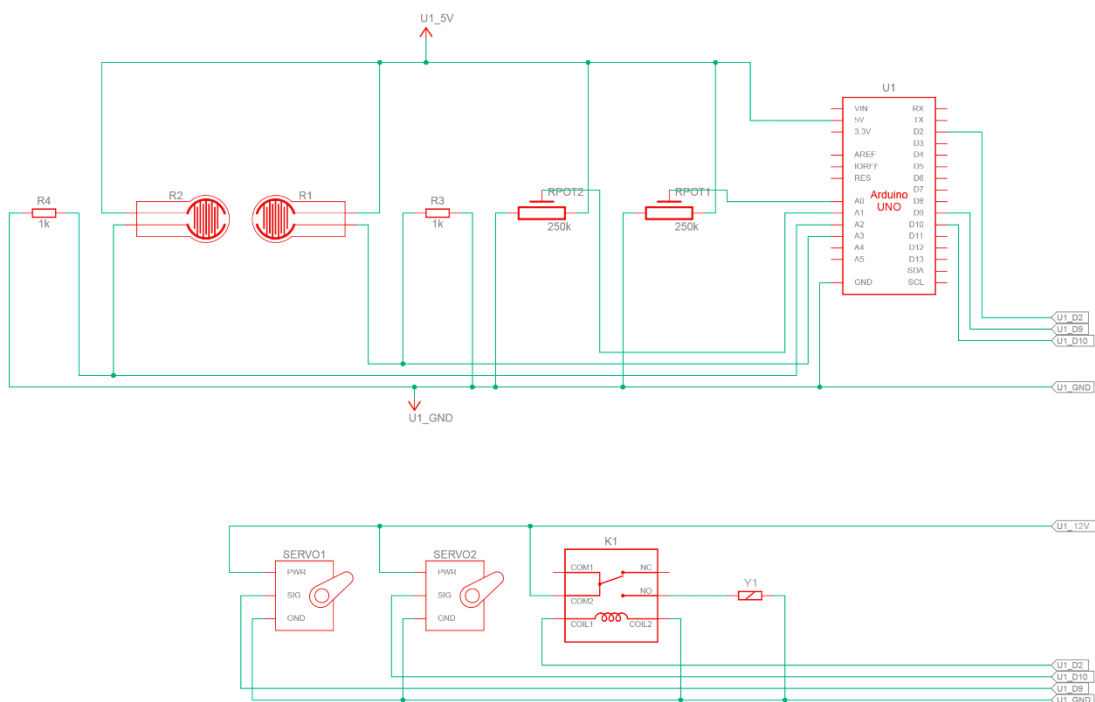 U1_5V
U1
VIN RX
5V TX
3.3V D2
D3
AREF D4
IOREF D5
RES D6
D7
Arduino
UNO
A0 D8
A1 D9
A2 D10
A3 D11
A4 D12
A5 D13
SDA
GND SCL
R4
1k
R2
R1
R3
1k
RPOT2
250k
RPOT1
250k
U1_D2
U1_D9
U1_D10
U1_GND
U1_GND
U1_12V
SERVO1
PWR
SIG
GND
SERVO2
PWR
SIG
GND
K1
COM1 NC
COM2 NO
COIL1 COIL2
Y1
U1_D2
U1_D10
U1_D9
U1_GND